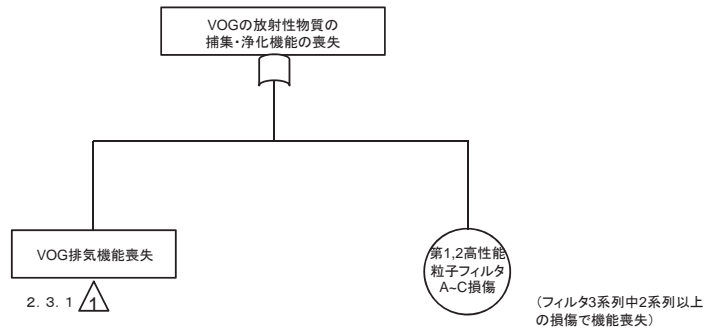 VOGの放射性物質の
捕集・浄化機能の喪失
VOG排気機能喪失
2.3.1 1
第1,2高性能
粒子フィルタ
A~C損傷
(フィルタ3系列中2系列以上
の損傷で機能喪失)